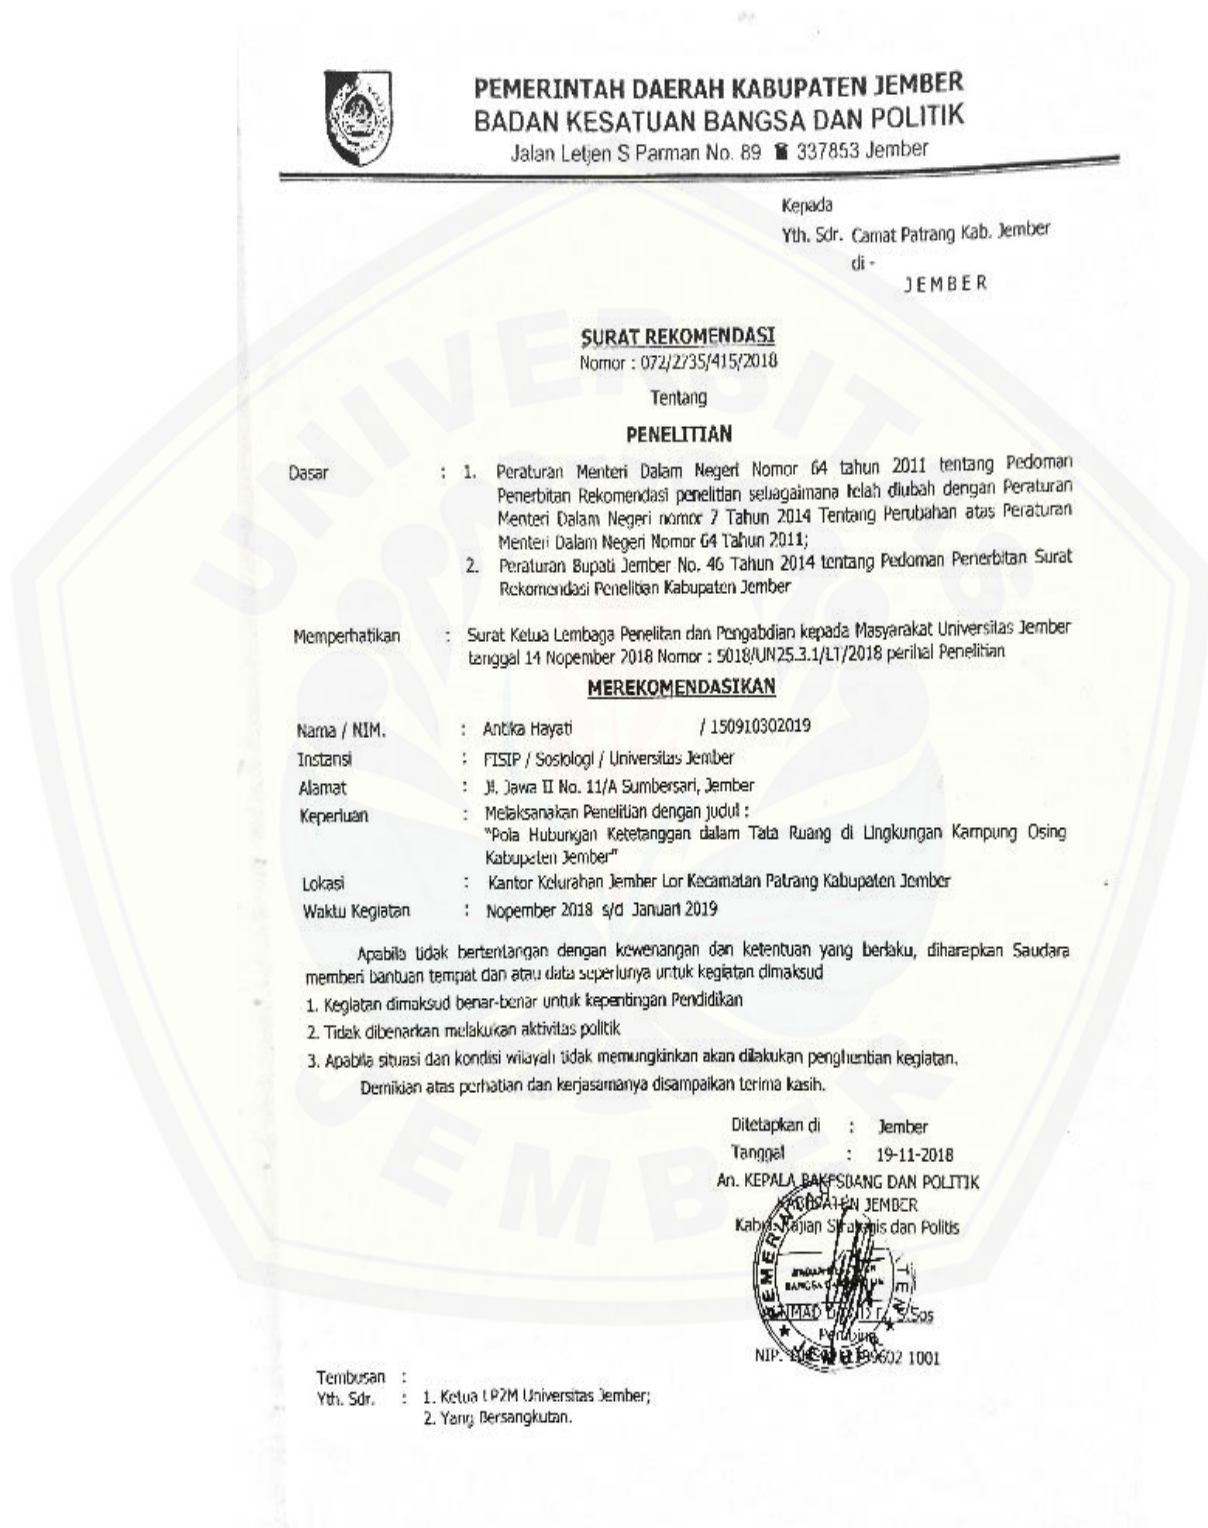 PEMERINTAH DAERAH KABUPATEN JEMBER
BADAN KESATUAN BANGSA DAN POLITIK
Jalan Letjen S Parman No. 89 ☎ 337853 Jember
Kepada
Yth. Sdr. Camat Patrang Kab. Jember
di -
JEMBER
SURAT REKOMENDASI
Nomor : 072/2735/415/2018
Tentang
PENELITIAN
Dasar : 1. Peraturan Menteri Dalam Negeri Nomor 64 tahun 2011 tentang Pedoman
Penerbitan Rekomendasi penelitian sebagaimana telah diubah dengan Peraturan
Menteri Dalam Negeri nomor 7 Tahun 2014 Tentang Perubahan atas Peraturan
Menteri Dalam Negeri Nomor 64 Tahun 2011;
2. Peraturan Bupati Jember No. 46 Tahun 2014 tentang Pedoman Penerbitan Surat
Rekomendasi Penelitian Kabupaten Jember
Memperhatikan : Surat Ketua Lembaga Penelitan dan Pengabdian kepada Masyarakat Universitas Jember
tanggal 14 Nopember 2018 Nomor : 5018/UN25.3.1/LT/2018 perihal Penelitian
MEREKOMENDASIKAN
Nama / NIM. : Antika Hayati / 150910302019
Instansi : FISIP / Sosiologi / Universitas Jember
Alamat : Jl. Jawa II No. 11/A Sumbersari, Jember
Keperluan : Melaksanakan Penelitian dengan judul :
"Pola Hubungan Ketetanggan dalam Tata Ruang di Lingkungan Kampung Osing
Kabupaten Jember"
Lokasi : Kantor Kelurahan Jember Lor Kecamatan Patrang Kabupaten Jember
Waktu Kegiatan : Nopember 2018 s/d Januari 2019
Apabila tidak bertentangan dengan kewenangan dan ketentuan yang berlaku, diharapkan Saudara
memberi bantuan tempat dan atau data seperlunya untuk kegiatan dimaksud
1. Kegiatan dimaksud benar-benar untuk kepentingan Pendidikan
2. Tidak dibenarkan melakukan aktivitas politik
3. Apabila situasi dan kondisi wilayah tidak memungkinkan akan dilakukan penghentian kegiatan.
Demikian atas perhatian dan kerjasamanya disampaikan terima kasih.
Ditetapkan di : Jember
Tanggal : 19-11-2018
An. KEPALA BAKESBANG DAN POLITIK
KABUPATEN JEMBER
Kabid. Kajian Strategis dan Politis
S.Sos
NIP. 1001
Tembusan :
Yth. Sdr. : 1. Ketua LP2M Universitas Jember;
2. Yang Bersangkutan.
UNIVERSITAS
JEMBER